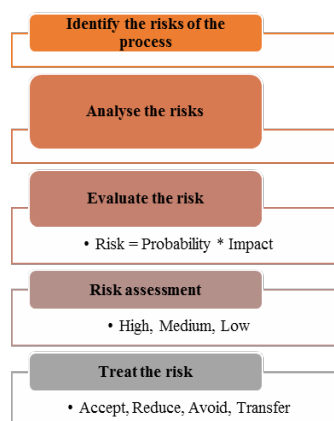 Identify the risks of the
process
Analyse the risks
Evaluate the risk
• Risk = Probability * Impact
Risk assessment
• High, Medium, Low
Treat the risk
• Accept, Reduce, Avoid, Transfer